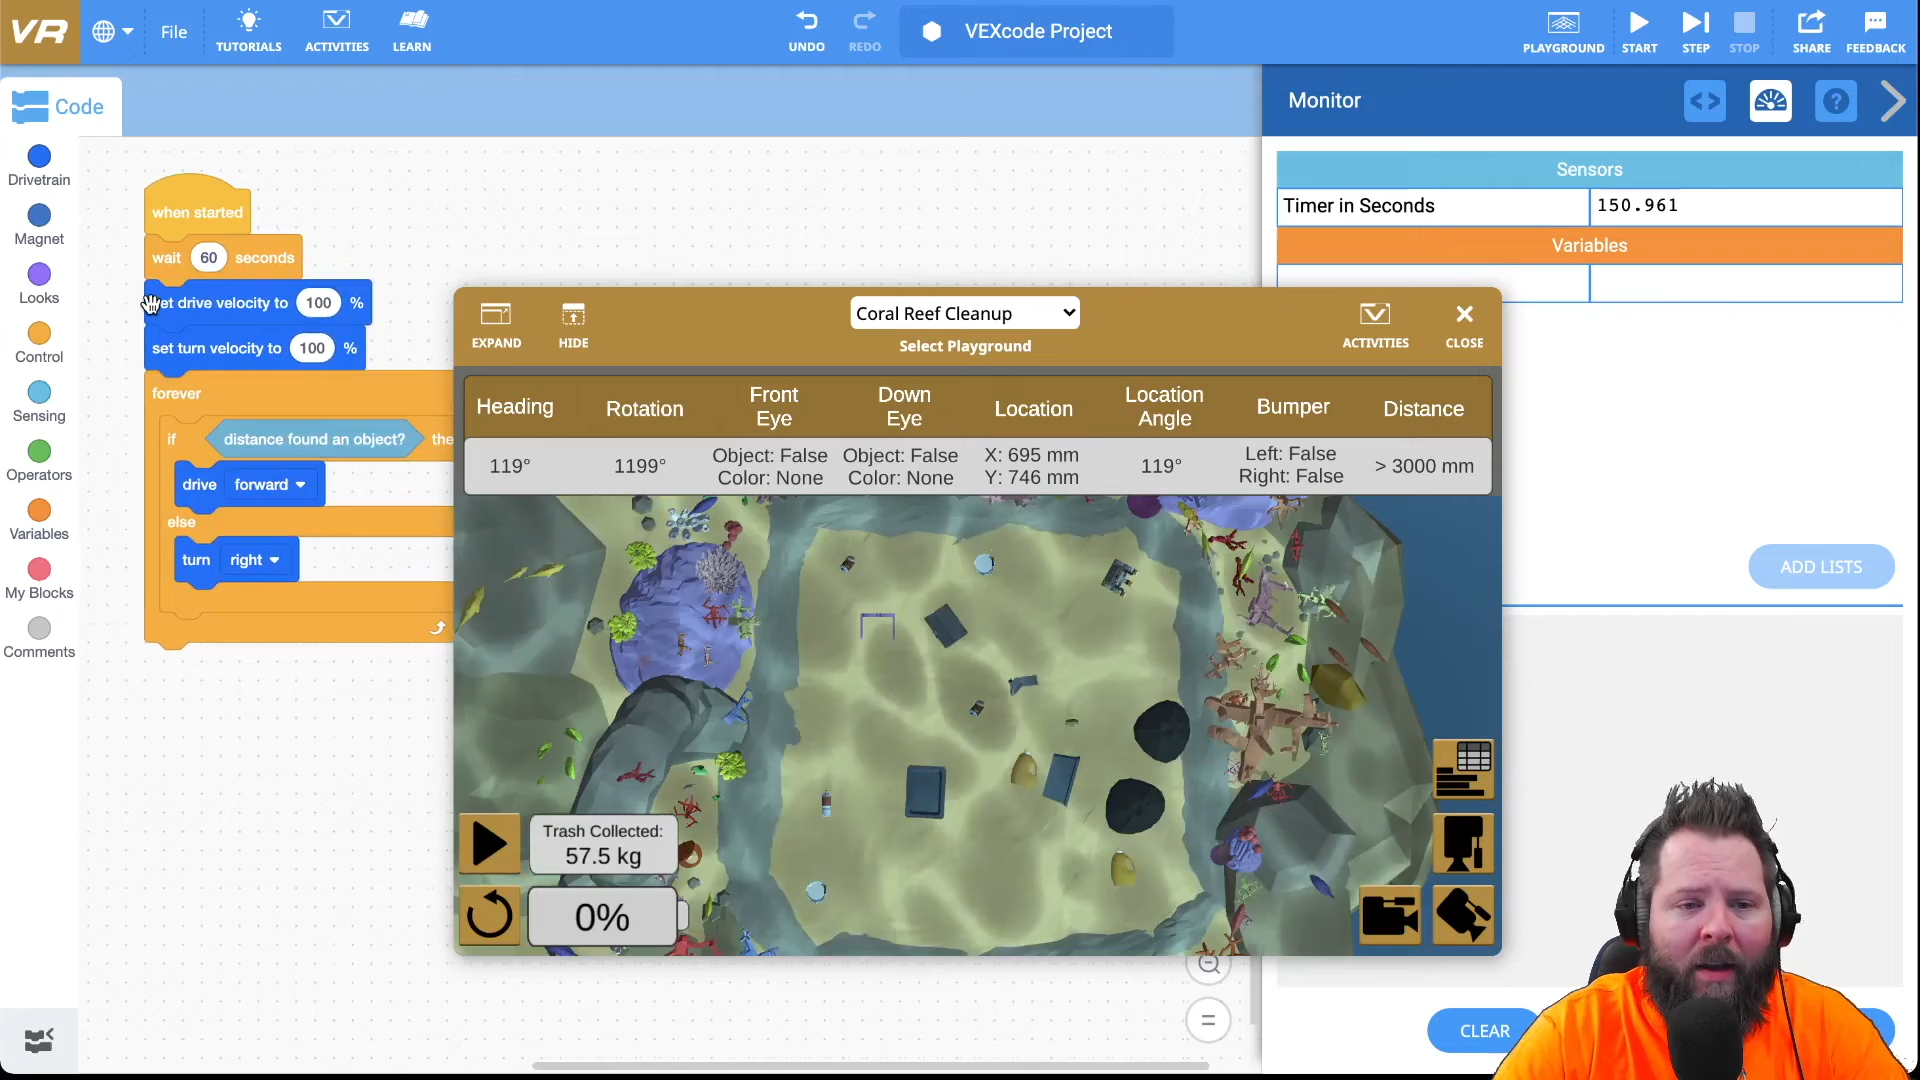 VR
File
TUTORIALS
ACTIVITIES
LEARN
UNDO
REDO
VEXcode Project
PLAYGROUND
START
STEP
STOP
SHARE
FEEDBACK
Code
Monitor
Drivetrain
Magnet
Looks
Control
Sensing
Operators
Variables
My Blocks
Comments
when started
wait 60 seconds
et drive velocity to 100 %
set turn velocity to 100 %
forever
if distance found an object? the
drive forward
else
turn right
Sensors
Timer in Seconds 150.961
Variables
ADD LISTS
CLEAR
EXPAND
HIDE
Coral Reef Cleanup
Select Playground
ACTIVITIES
CLOSE
Heading
Rotation
Front
Eye
Down
Eye
Location
Location
Angle
Bumper
Distance
119°
1199°
Object: False
Color: None
Object: False
Color: None
X: 695 mm
Y: 746 mm
119°
Left: False
Right: False
> 3000 mm
Trash Collected:
57.5 kg
0%